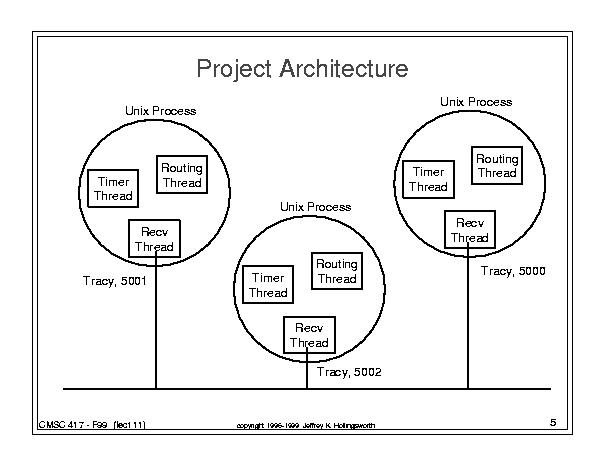 Project Architecture
Unix Process
Unix Process
Timer
Thread
Routing
Thread
Recv
Thread
Tracy, 5001
Unix Process
Timer
Thread
Routing
Thread
Recv
Thread
Tracy, 5002
Timer
Thread
Routing
Thread
Recv
Thread
Tracy, 5000
CMSC 417 - F99 (lect11)
copyright 1996-1999 Jeffrey K. Hollingsworth
5